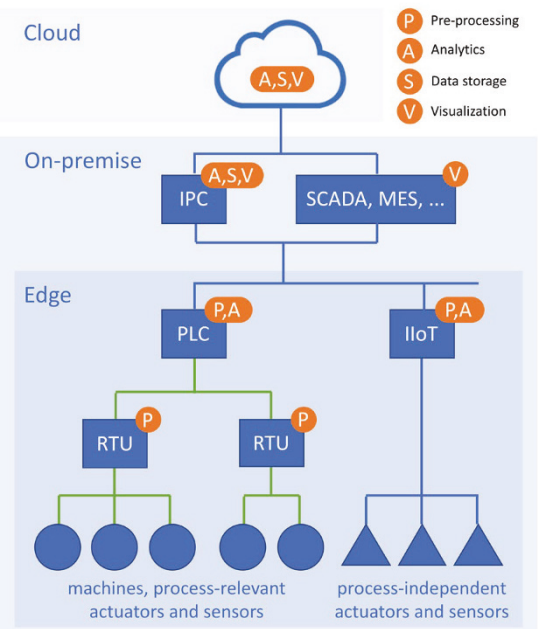 Cloud
P Pre-processing
A Analytics
S Data storage
V Visualization
A,S,V
On-premise
A,S,V
V
IPC
SCADA, MES, ...
Edge
P,A
P,A
PLC
IIoT
P
P
RTU
RTU
machines, process-relevant
actuators and sensors
process-independent
actuators and sensors